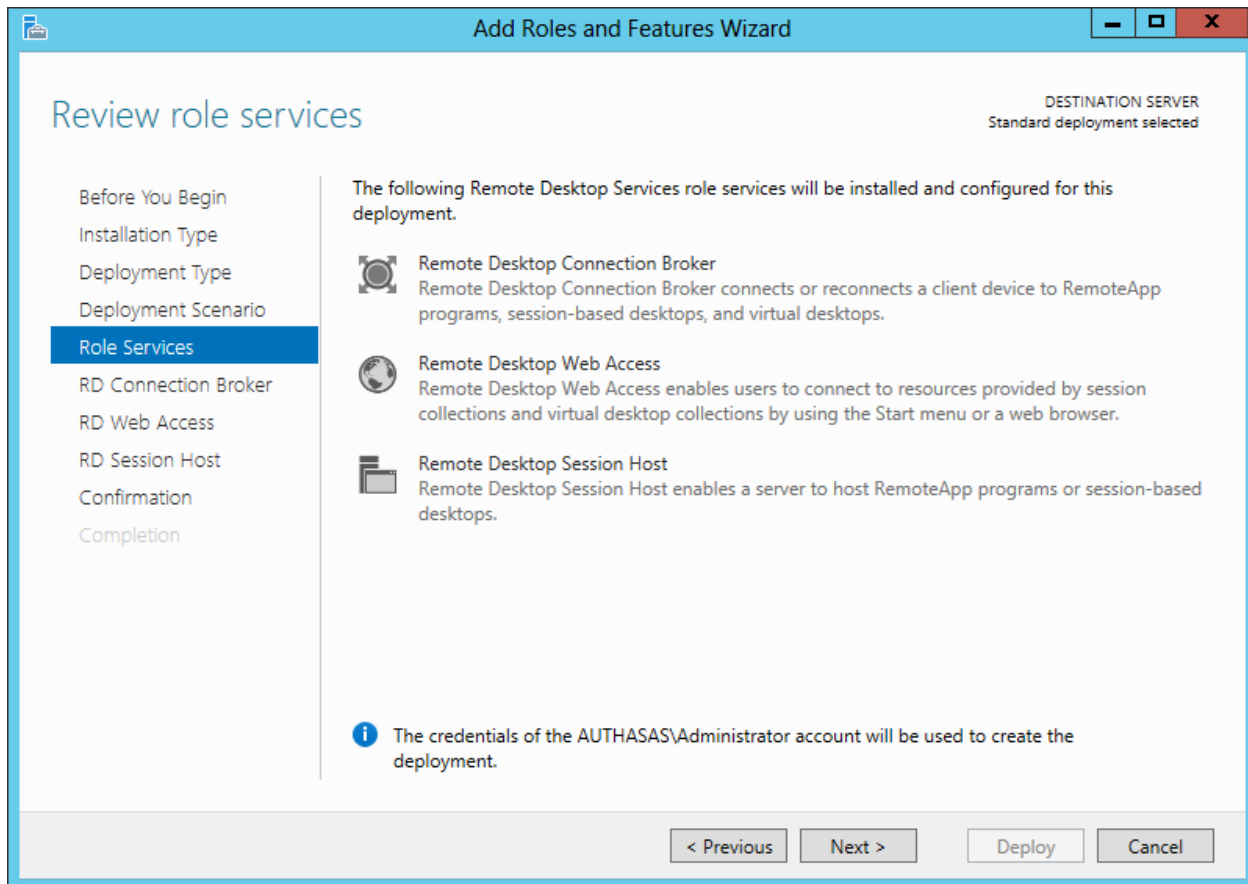 Add Roles and Features Wizard
Review role services
DESTINATION SERVER
Standard deployment selected
Before You Begin
Installation Type
Deployment Type
Deployment Scenario
Role Services
RD Connection Broker
RD Web Access
RD Session Host
Confirmation
Completion
The following Remote Desktop Services role services will be installed and configured for this
deployment.
Remote Desktop Connection Broker
Remote Desktop Connection Broker connects or reconnects a client device to RemoteApp
programs, session-based desktops, and virtual desktops.
Remote Desktop Web Access
Remote Desktop Web Access enables users to connect to resources provided by session
collections and virtual desktop collections by using the Start menu or a web browser.
Remote Desktop Session Host
Remote Desktop Session Host enables a server to host RemoteApp programs or session-based
desktops.
The credentials of the AUTHASAS\Administrator account will be used to create the
deployment.
< Previous
Next >
Deploy
Cancel